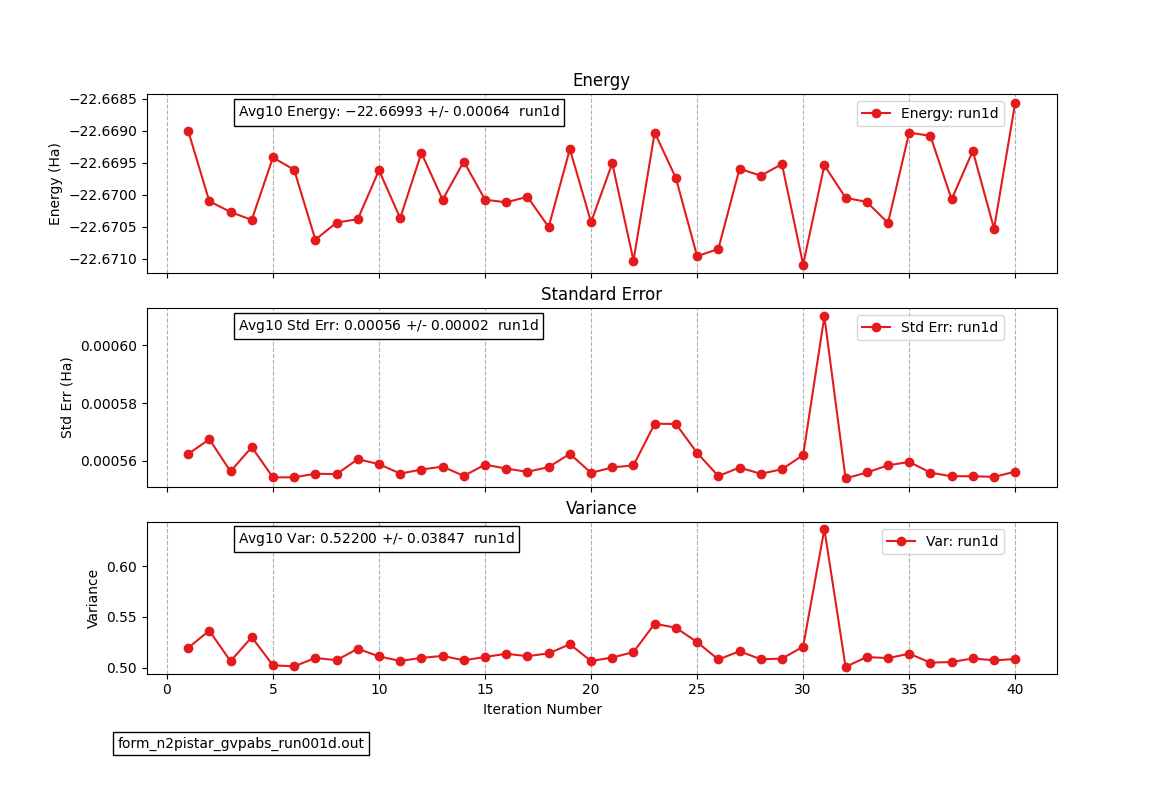 Energy
−22.6685
−22.6690
−22.6695
−22.6700
−22.6705
−22.6710
Energy (Ha)
Avg10 Energy: −22.66993 +/- 0.00064  run1d
Energy: run1d
Standard Error
0.00060
0.00058
0.00056
Std Err (Ha)
Avg10 Std Err: 0.00056 +/- 0.00002  run1d
Std Err: run1d
Variance
0.60
0.55
0.50
Variance
Avg10 Var: 0.52200 +/- 0.03847  run1d
Var: run1d
0 5 10 15 20 25 30 35 40
Iteration Number
form_n2pistar_gvpabs_run001d.out